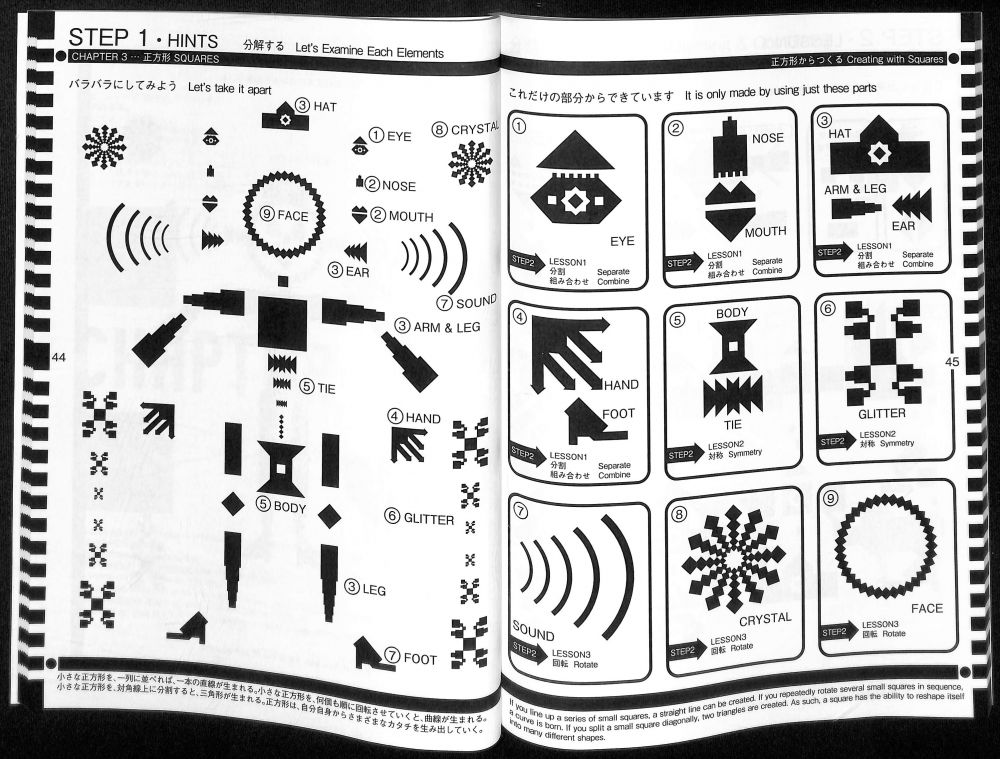 STEP 1・HINTS 分解する Let's Examine Each Elements
CHAPTER 3 … 正方形 SQUARES
バラバラにしてみよう Let's take it apart
③ HAT
① EYE
⑧ CRYSTAL
② NOSE
⑨ FACE
② MOUTH
③ EAR
⑦ SOUND
③ ARM & LEG
⑤ TIE
④ HAND
⑤ BODY
⑥ GLITTER
③ LEG
⑦ FOOT
44
小さな正方形を、一列に並べれば、一本の直線が生まれる。小さな正方形を、何個も順に回転させていくと、曲線が生まれる。
小さな正方形を、対角線上に分割すると、三角形が生まれる。正方形は、自分自身からさまざまなカタチを生み出していく。
正方形からつくる Creating with Squares
これだけの部分からできています It is only made by using just these parts
①
EYE
STEP2
LESSON1
分割 Separate
組み合わせ Combine
②
NOSE
MOUTH
STEP2
LESSON1
分割 Separate
組み合わせ Combine
③
HAT
ARM & LEG
EAR
STEP2
LESSON1
分割 Separate
組み合わせ Combine
④
HAND
FOOT
STEP2
LESSON1
分割 Separate
組み合わせ Combine
⑤
BODY
TIE
STEP2
LESSON2
対称 Symmetry
⑥
GLITTER
STEP2
LESSON2
対称 Symmetry
45
⑦
SOUND
STEP2
LESSON3
回転 Rotate
⑧
CRYSTAL
STEP2
LESSON3
回転 Rotate
⑨
FACE
STEP2
LESSON3
回転 Rotate
If you line up a series of small squares, a straight line can be created. If you repeatedly rotate several small squares in sequence,
a curve is born. If you split a small square diagonally, two triangles are created. As such, a square has the ability to reshape itself
into many different shapes.